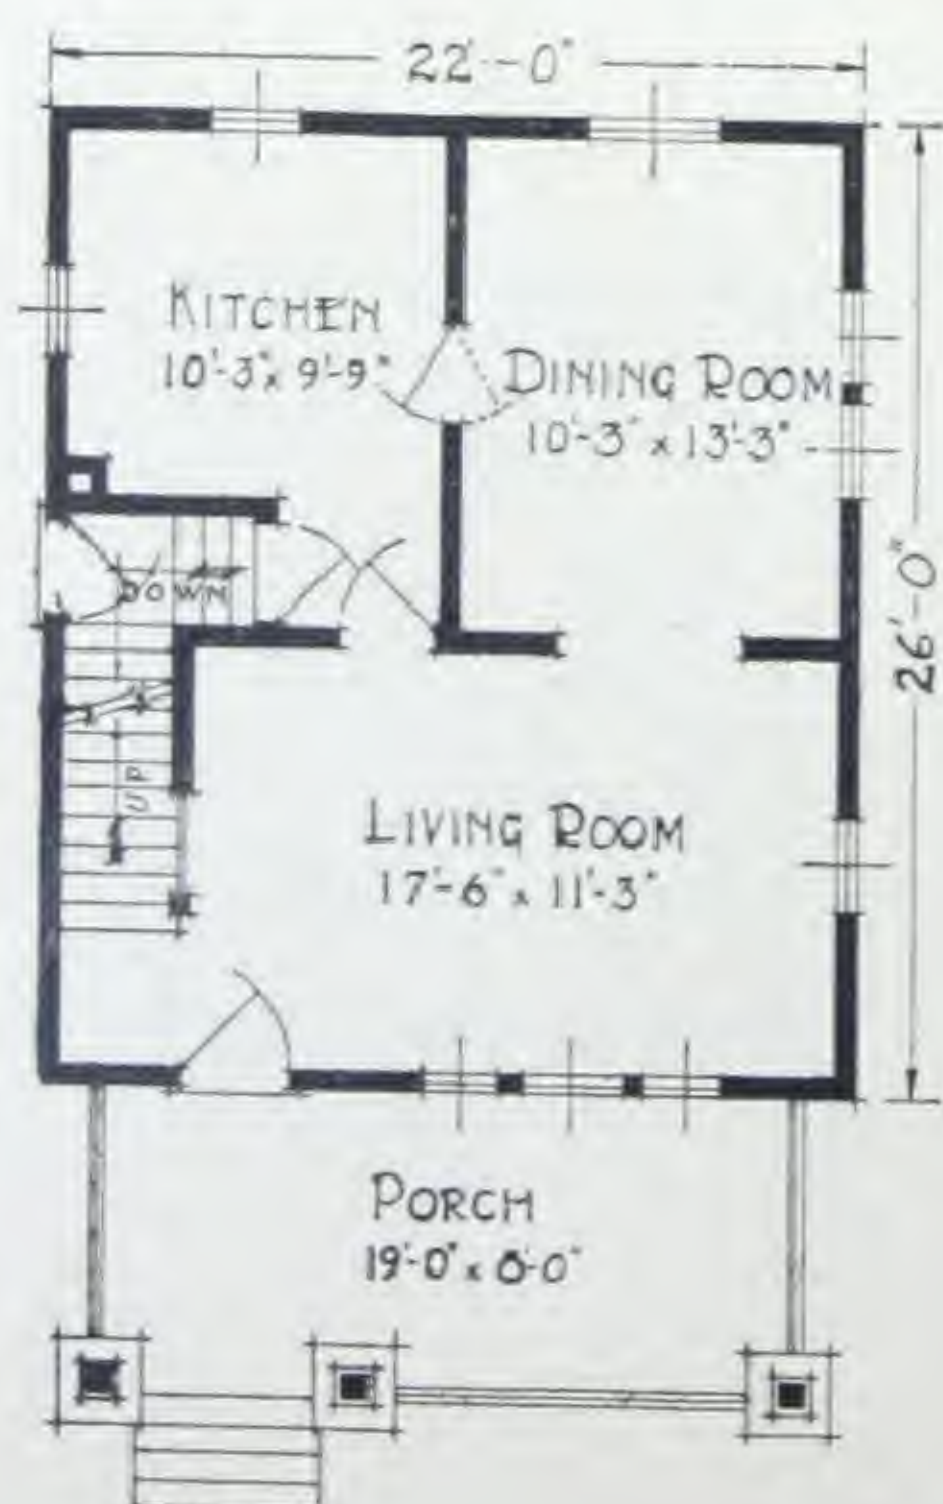 22'-0"
KITCHEN
10'-3" x 9'-9"
DINING ROOM
10'-3" x 13'-3"
DOWN
26'-0"
UP
LIVING ROOM
17'-6" x 11'-3"
PORCH
19'-0" x 8'-0"